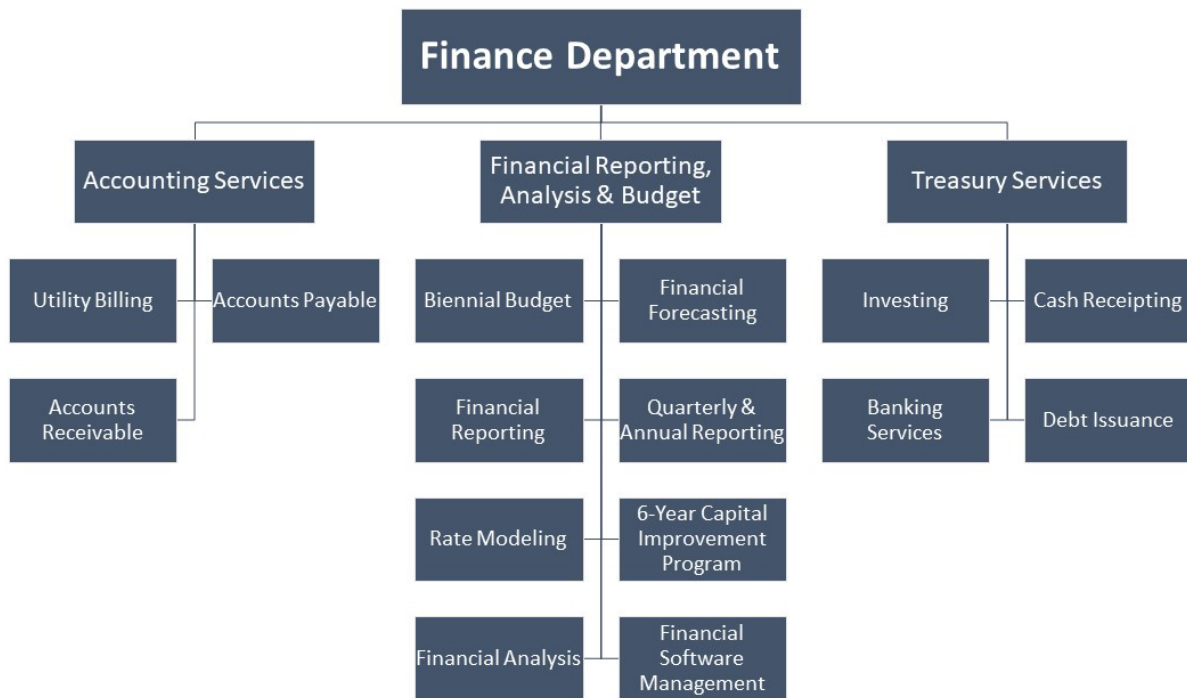 Finance Department
Accounting Services
Financial Reporting,
Analysis & Budget
Treasury Services
Utility Billing
Accounts Payable
Accounts
Receivable
Biennial Budget
Financial
Forecasting
Financial
Reporting
Quarterly &
Annual Reporting
Rate Modeling
6-Year Capital
Improvement
Program
Financial Analysis
Financial
Software
Management
Investing
Cash Receipting
Banking
Services
Debt Issuance